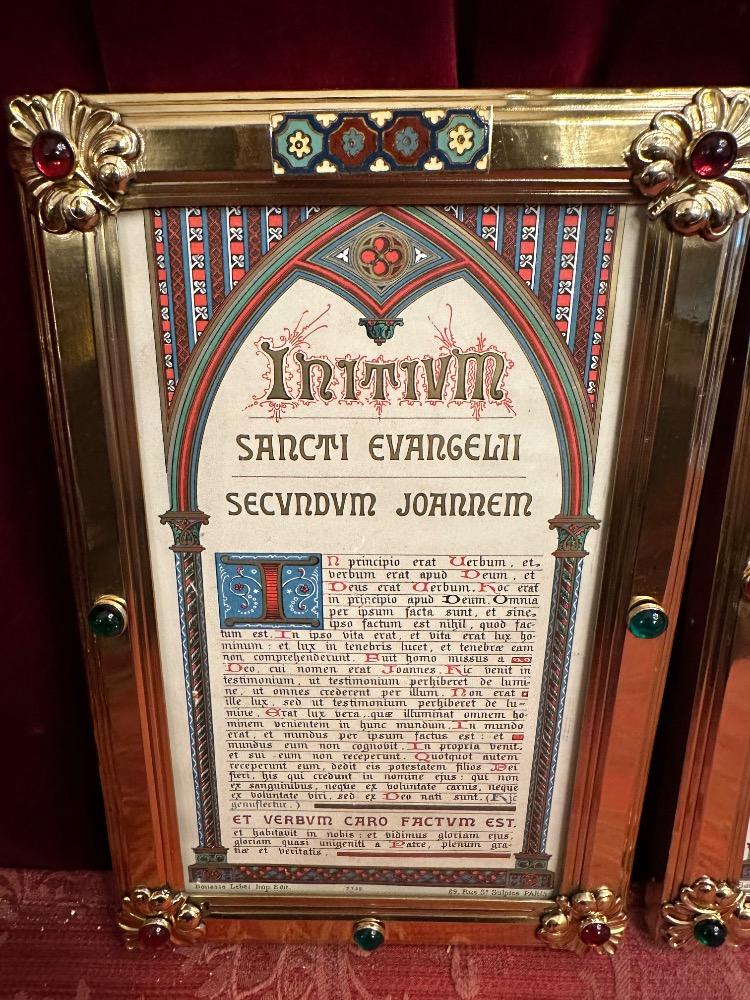 INITIVM
SANCTI EVANGELII
SECVNDVM JOANNEM
IN principio erat Verbum, et
verbum erat apud Deum, et
Deus erat Verbum. Hoc erat
in principio apud Deum. Omnia
per ipsum facta sunt, et sine
ipso factum est nihil, quod fac-
tum est. In ipso vita erat, et vita erat lux ho-
minum: et lux in tenebris lucet, et tenebræ eam
non comprehenderunt. Fuit homo missus a
Deo, cui nomen erat Joannes. Hic venit in
testimonium, ut testimonium perhiberet de lumi-
ne, ut omnes crederent per illum. Non erat
ille lux, sed ut testimonium perhiberet de lu-
mine. Erat lux vera, quæ illuminat omnem ho-
minem venientem in hunc mundum. In mundo
erat, et mundus per ipsum factus est: et
mundus eum non cognovit. In propria venit,
et sui eum non receperunt. Quotquot autem
receperunt eum, dedit eis potestatem filios Dei
fieri, his qui credunt in nomine ejus: qui non
ex sanguinibus, neque ex voluntate carnis, neque
ex voluntate viri, sed ex Deo nati sunt. (Hic
genuflectur.)
ET VERBVM CARO FACTVM EST.
et habitavit in nobis: et vidimus gloriam ejus,
gloriam quasi unigeniti a Patre, plenum gra-
tiæ et veritatis.
Bouasse Lebel Imp Edit. 29, Rue St Sulpice PARIS